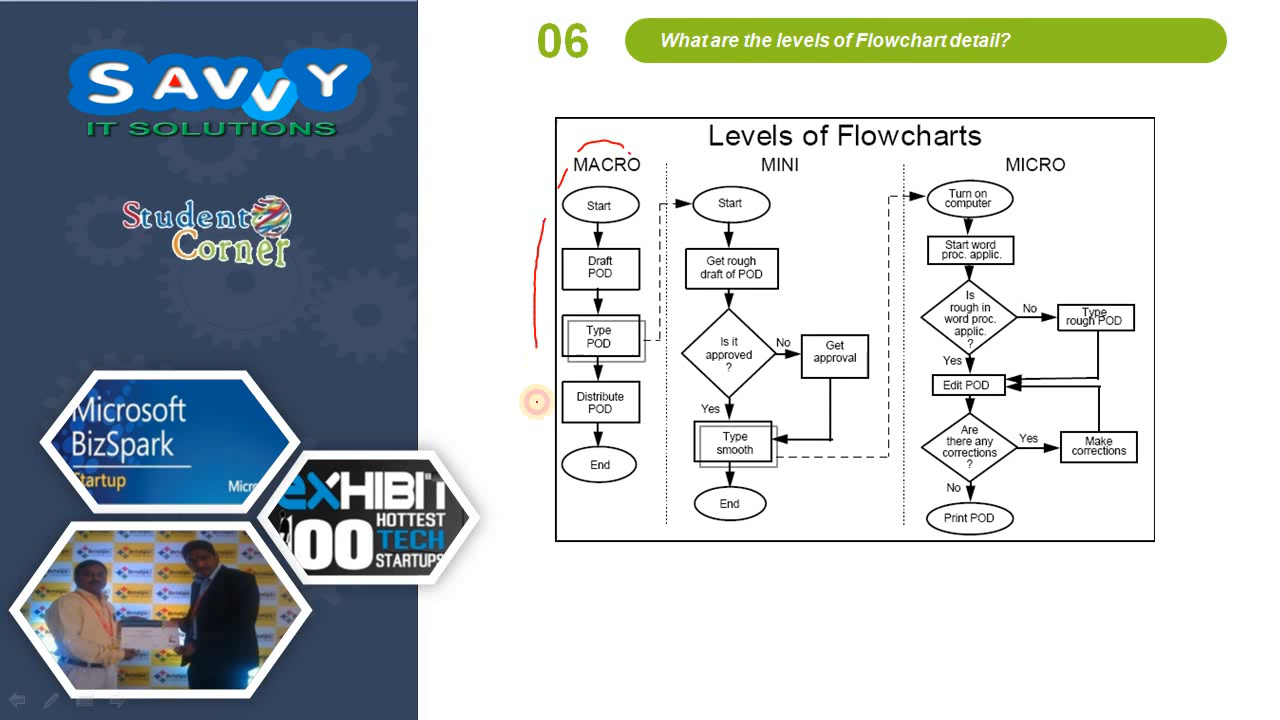 SAVVY
IT SOLUTIONS
Student
Corner
Microsoft
BizSpark
Startup
Micr
eXHIBIT
100
HOTTEST
TECH
STARTUPS
06
What are the levels of Flowchart detail?
Levels of Flowcharts
MACRO
Start
Draft
POD
Type
POD
Distribute
POD
End
MINI
Start
Get rough
draft of POD
Is it
approved
?
No
Get
approval
Yes
Type
smooth
End
MICRO
Turn on
computer
Start word
proc. applic.
Is
rough in
word proc.
applic.
?
No
Type
rough POD
Yes
Edit POD
Are
there any
corrections
?
Yes
Make
corrections
No
Print POD